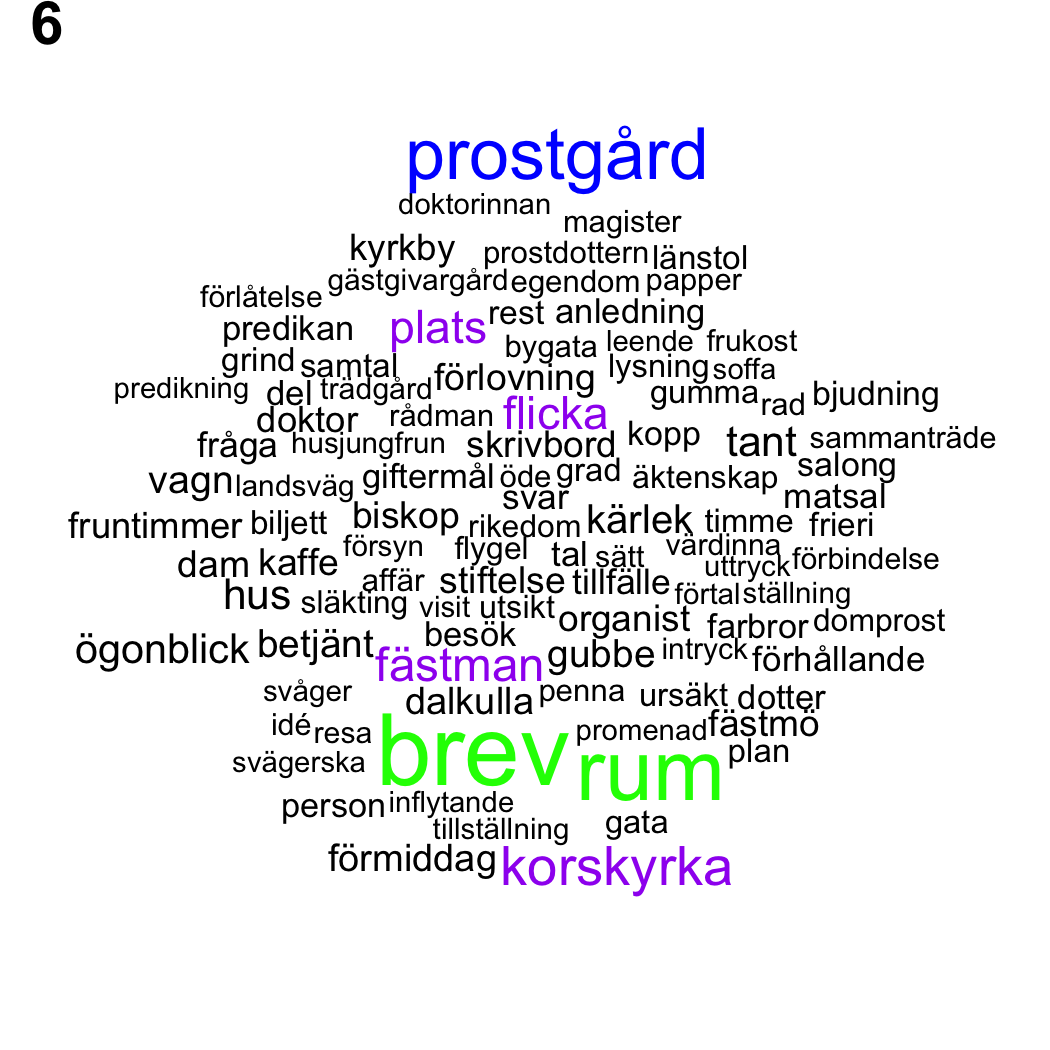 6
prostgård
doktorinnan
magister
kyrkby prostdottern länstol
gästgivargård egendom papper
förlåtelse
rest anledning
predikan plats
bygata leende frukost
grind samtal förlovning lysning soffa
predikning del trädgård gumma rad bjudning
doktor rådman flicka
fråga husjungfrun skrivbord kopp tant sammanträde
vagn landsväg giftermål öde grad äktenskap salong
svar matsal
fruntimmer biljett biskop rikedom kärlek timme frieri
dam kaffe försyn flygel tal sätt värdinna uttryck förbindelse
affär stiftelse tillfälle förtal ställning
hus släkting visit utsikt organist farbror domprost
ögonblick betjänt besök gubbe intryck förhållande
fästman
svåger dalkulla penna ursäkt dotter
idé resa brev promenad fästmö
svägerska rum plan
person inflytande
tillställning gata
förmiddag korskyrka